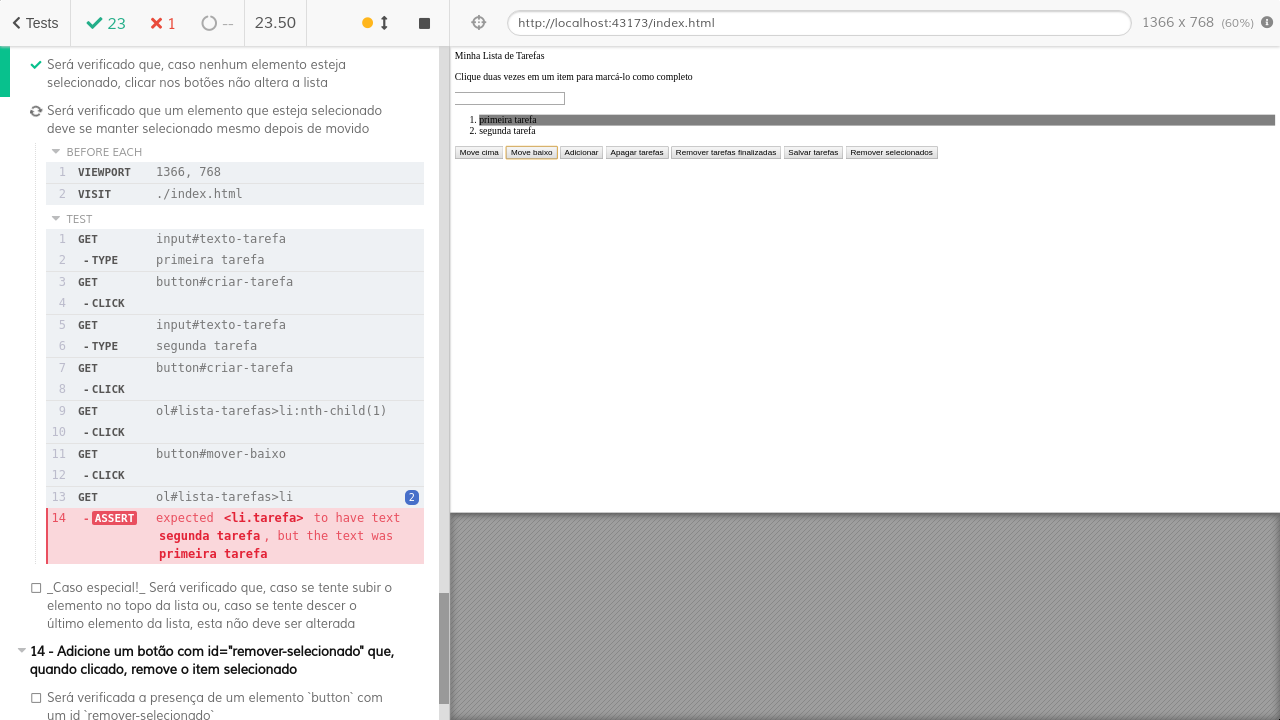 Tests
23
1
--
23.50
http://localhost:43173/index.html
1366 x 768 (60%)
Será verificado que, caso nenhum elemento esteja
selecionado, clicar nos botões não altera a lista
Será verificado que um elemento que esteja selecionado
deve se manter selecionado mesmo depois de movido
BEFORE EACH
1 VIEWPORT 1366, 768
2 VISIT ./index.html
TEST
1 GET input#texto-tarefa
2 -TYPE primeira tarefa
3 GET button#criar-tarefa
4 -CLICK
5 GET input#texto-tarefa
6 -TYPE segunda tarefa
7 GET button#criar-tarefa
8 -CLICK
9 GET ol#lista-tarefas>li:nth-child(1)
10 -CLICK
11 GET button#mover-baixo
12 -CLICK
13 GET ol#lista-tarefas>li 2
14 -ASSERT expected <li.tarefa> to have text
segunda tarefa, but the text was
primeira tarefa
_Caso especial!_ Será verificado que, caso se tente subir o
elemento no topo da lista ou, caso se tente descer o
último elemento da lista, esta não deve ser alterada
14 - Adicione um botão com id="remover-selecionado" que,
quando clicado, remove o item selecionado
Será verificada a presença de um elemento `button` com
um id `remover-selecionado`
Minha Lista de Tarefas
Clique duas vezes em um item para marcá-lo como completo
1. primeira tarefa
2. segunda tarefa
Move cima Move baixo Adicionar Apagar tarefas Remover tarefas finalizadas Salvar tarefas Remover selecionados